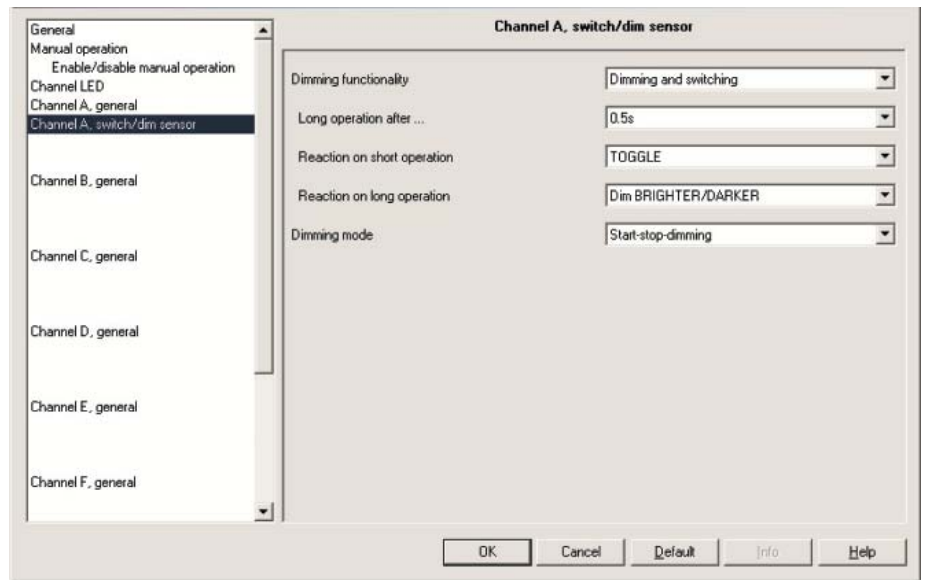 Channel A, switch/dim sensor
General
Manual operation
Enable/disable manual operation
Channel LED
Channel A, general
Channel A, switch/dim sensor
Channel B, general
Channel C, general
Channel D, general
Channel E, general
Channel F, general
Dimming functionality
Dimming and switching
Long operation after ...
0.5s
Reaction on short operation
TOGGLE
Reaction on long operation
Dim BRIGHTER/DARKER
Dimming mode
Start-stop-dimming
OK
Cancel
Default
Info
Help